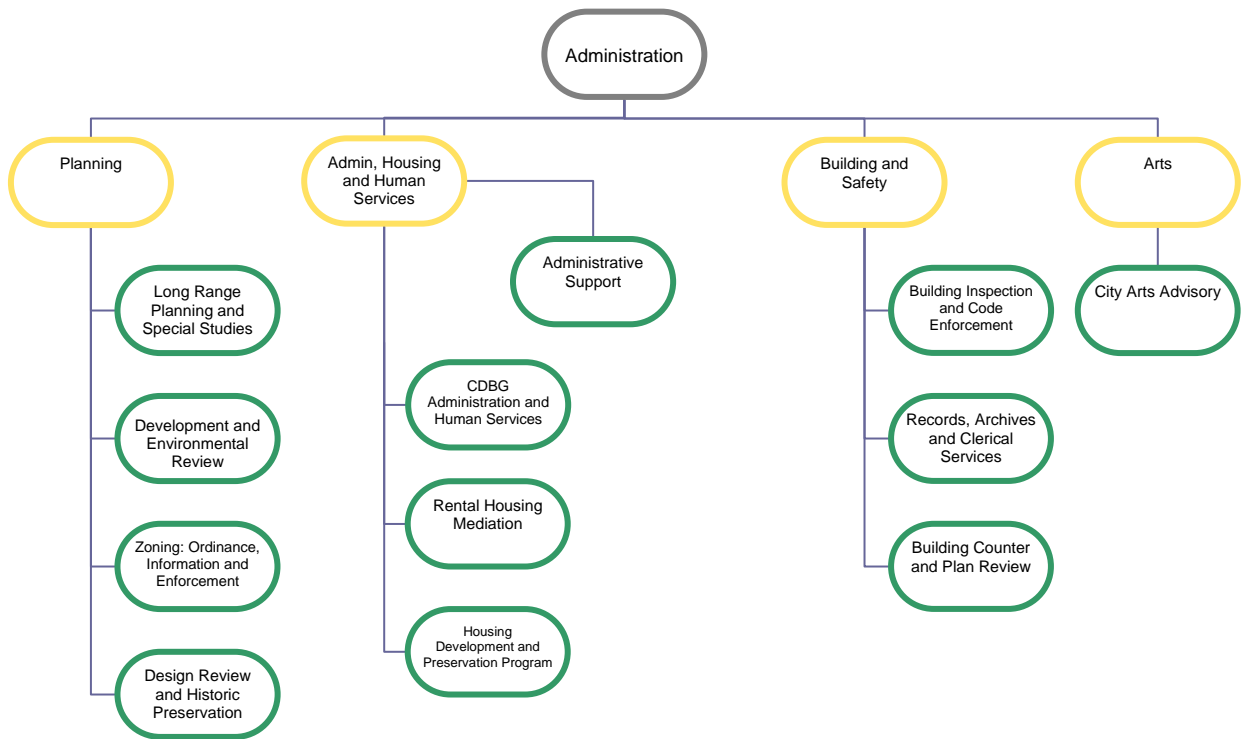 Administration
Planning
Admin, Housing
and Human
Services
Building and
Safety
Arts
Administrative
Support
Long Range
Planning and
Special Studies
Building Inspection
and Code
Enforcement
City Arts Advisory
CDBG
Administration and
Human Services
Development and
Environmental
Review
Records, Archives
and Clerical
Services
Rental Housing
Mediation
Zoning: Ordinance,
Information and
Enforcement
Building Counter
and Plan Review
Housing
Development and
Preservation Program
Design Review
and Historic
Preservation